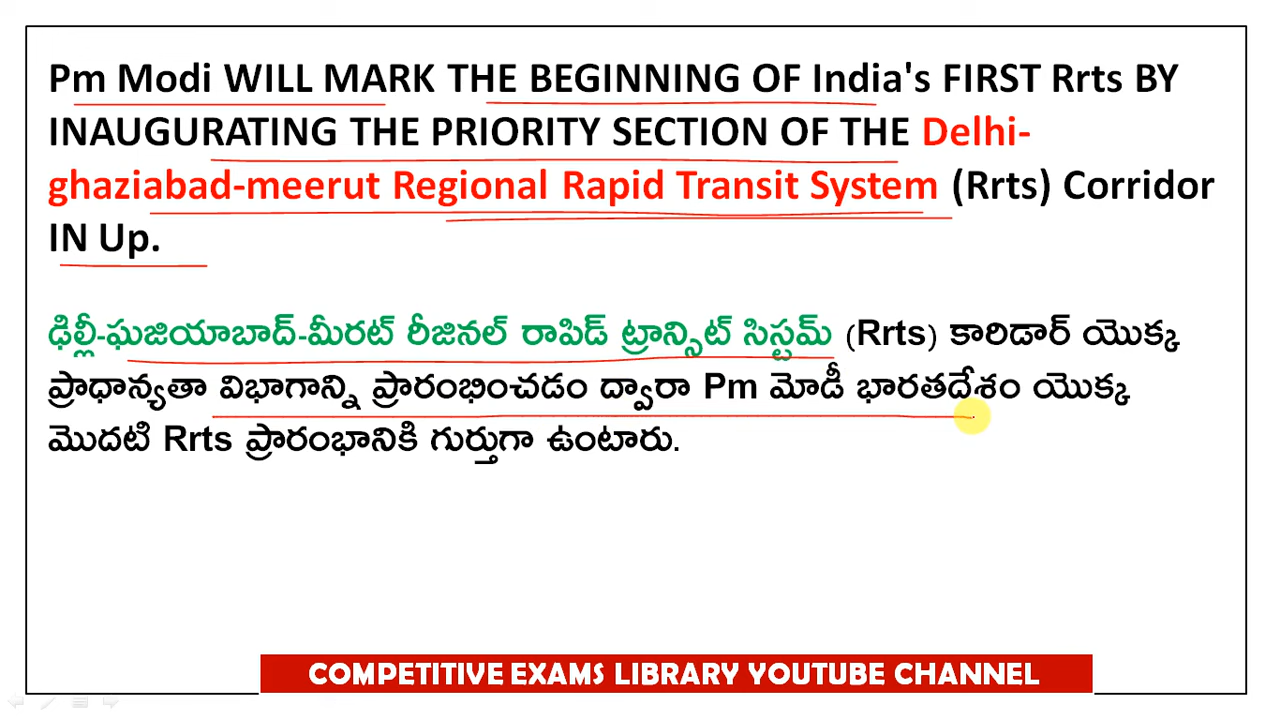 Pm Modi WILL MARK THE BEGINNING OF India's FIRST Rrts BY
INAUGURATING THE PRIORITY SECTION OF THE Delhi-
ghaziabad-meerut Regional Rapid Transit System (Rrts) Corridor
IN Up.
ఢిల్లీ-ఘజియాబాద్-మీరట్ రీజినల్ రాపిడ్ ట్రాన్సిట్ సిస్టమ్ (Rrts) కారిడార్ యొక్క
ప్రాధాన్యతా విభాగాన్ని ప్రారంభించడం ద్వారా Pm మోడీ భారతదేశం యొక్క
మొదటి Rrts ప్రారంభానికి గుర్తుగా ఉంటారు.
COMPETITIVE EXAMS LIBRARY YOUTUBE CHANNEL